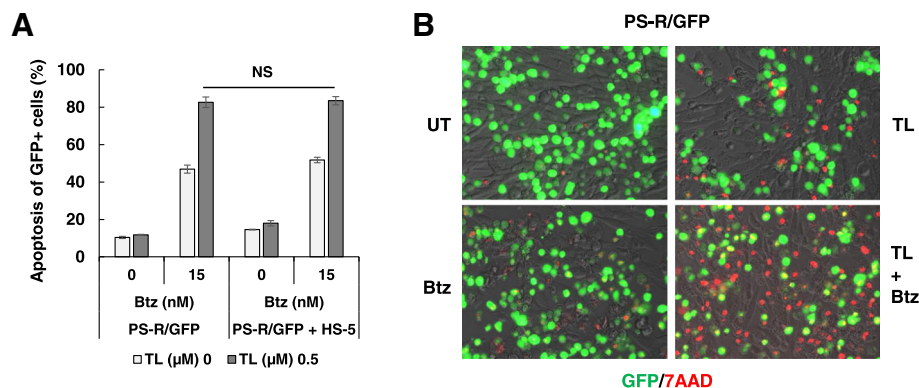 A
Apoptosis of GFP+ cells (%)
100
80
60
40
20
0
NS
0
15
0
15
Btz (nM)
Btz (nM)
PS-R/GFP
PS-R/GFP + HS-5
TL (μM) 0
TL (μM) 0.5
B
PS-R/GFP
UT
TL
Btz
TL
+
Btz
GFP/7AAD